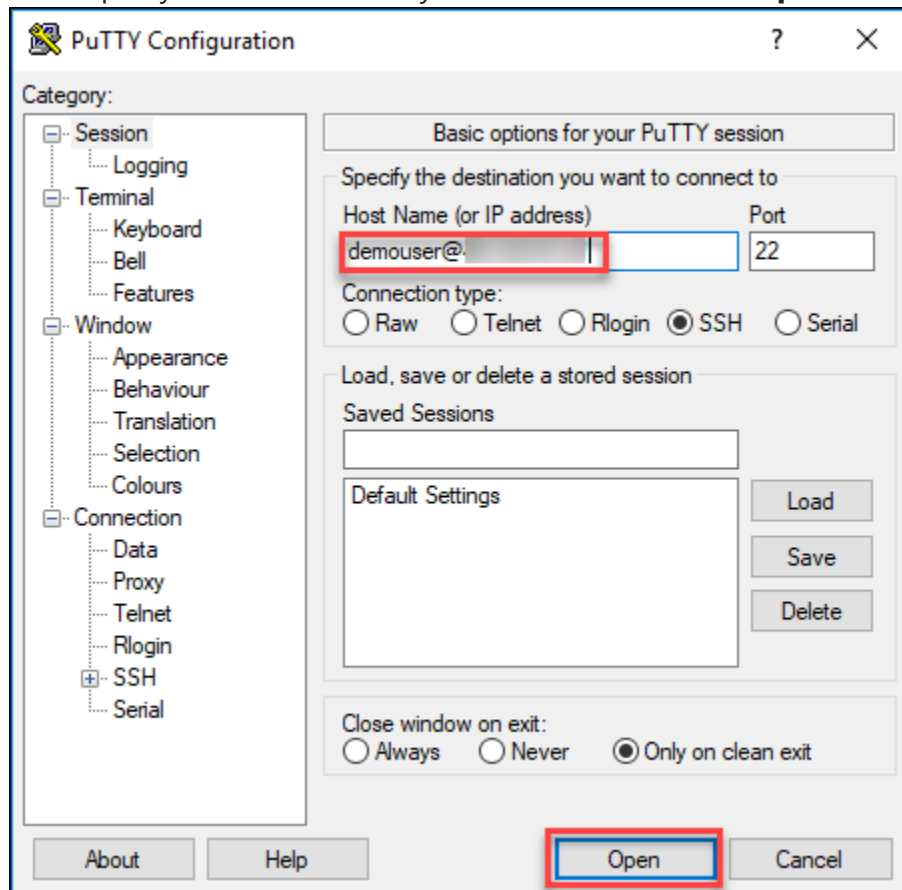 PuTTY Configuration
?
Category:
Session
Logging
Terminal
Keyboard
Bell
Features
Window
Appearance
Behaviour
Translation
Selection
Colours
Connection
Data
Proxy
Telnet
Rlogin
SSH
Serial
Basic options for your PuTTY session
Specify the destination you want to connect to
Host Name (or IP address) Port
demouser@ 22
Connection type:
Raw Telnet Rlogin SSH Serial
Load, save or delete a stored session
Saved Sessions
Default Settings
Load
Save
Delete
Close window on exit:
Always Never Only on clean exit
About Help Open Cancel